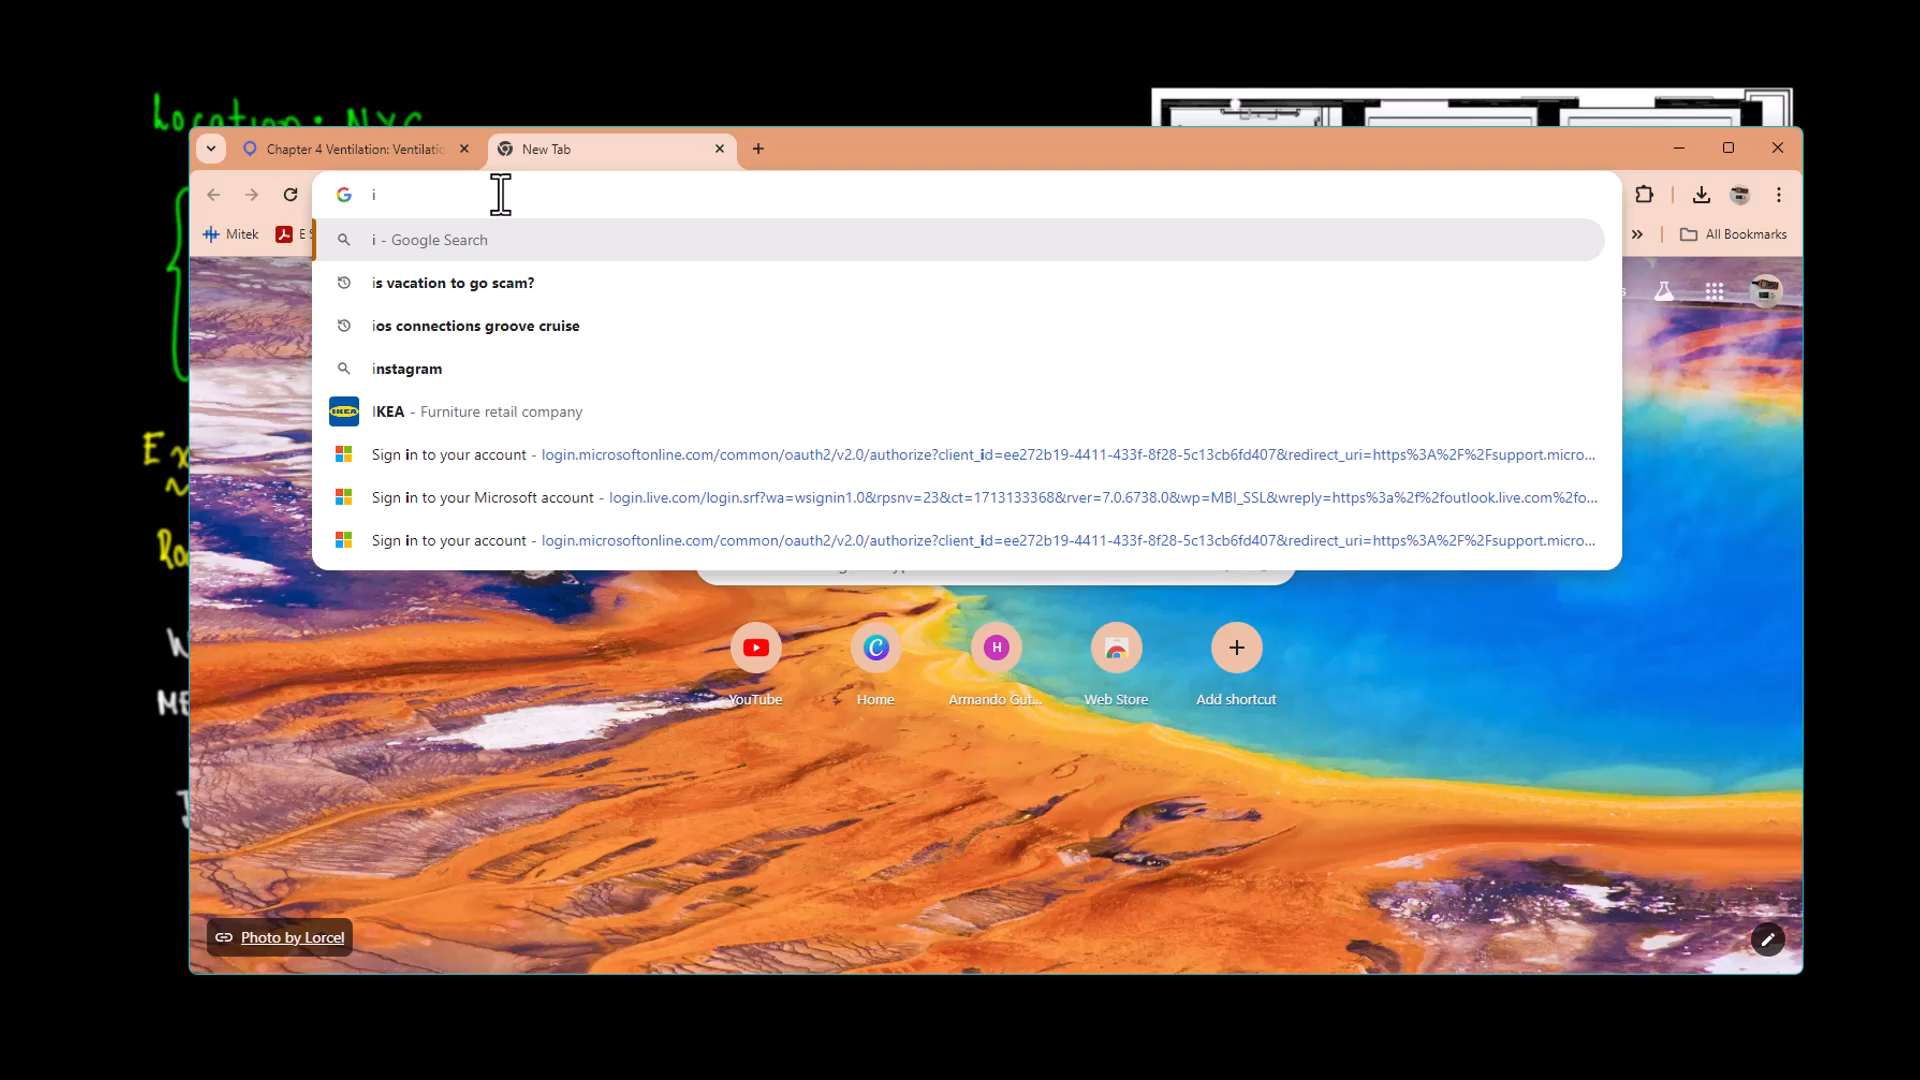 Location: NYC
Chapter 4 Ventilation: Ventilatio
New Tab
i
Mitek
E S
i - Google Search
All Bookmarks
is vacation to go scam?
ios connections groove cruise
instagram
IKEA - Furniture retail company
Sign in to your account - login.microsoftonline.com/common/oauth2/v2.0/authorize?client_id=ee272b19-4411-433f-8f28-5c13cb6fd407&redirect_uri=https%3A%2F%2Fsupport.micro...
Sign in to your Microsoft account - login.live.com/login.srf?wa=wsignin1.0&rpsnv=23&ct=1713133368&rver=7.0.6738.0&wp=MBI_SSL&wreply=https%3a%2f%2foutlook.live.com%2fo...
Sign in to your account - login.microsoftonline.com/common/oauth2/v2.0/authorize?client_id=ee272b19-4411-433f-8f28-5c13cb6fd407&redirect_uri=https%3A%2F%2Fsupport.micro...
H
YouTube
Home
Armando Gut...
Web Store
Add shortcut
Photo by Lorcel